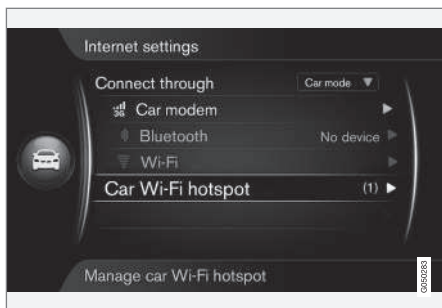 Internet settings
Connect through Car mode
3G Car modem
Bluetooth No device
Wi-Fi
Car Wi-Fi hotspot (1)
Manage car Wi-Fi hotspot
G050283